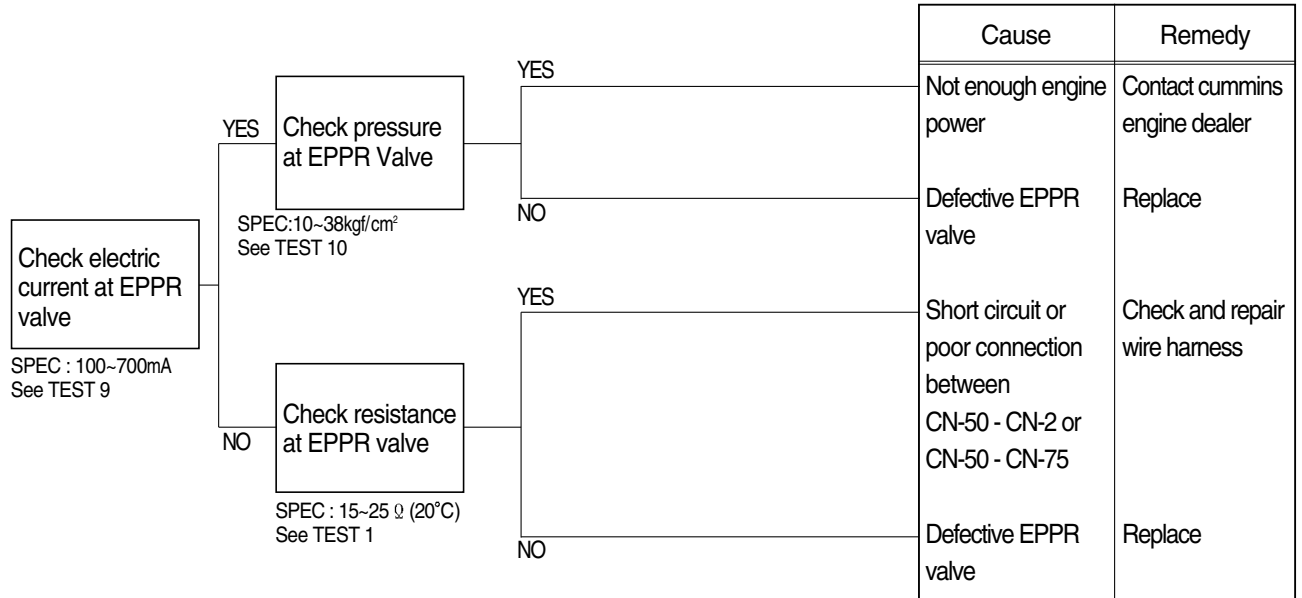 Cause
Remedy
YES
Not enough engine
power
Contact cummins
engine dealer
YES
Check pressure
at EPPR Valve
SPEC:10~38kgf/cm²
See TEST 10
NO
Defective EPPR
valve
Replace
Check electric
current at EPPR
valve
SPEC : 100~700mA
See TEST 9
YES
Short circuit or
poor connection
between
CN-50 - CN-2 or
CN-50 - CN-75
Check and repair
wire harness
NO
Check resistance
at EPPR valve
SPEC : 15~25 Ω (20°C)
See TEST 1
NO
Defective EPPR
valve
Replace